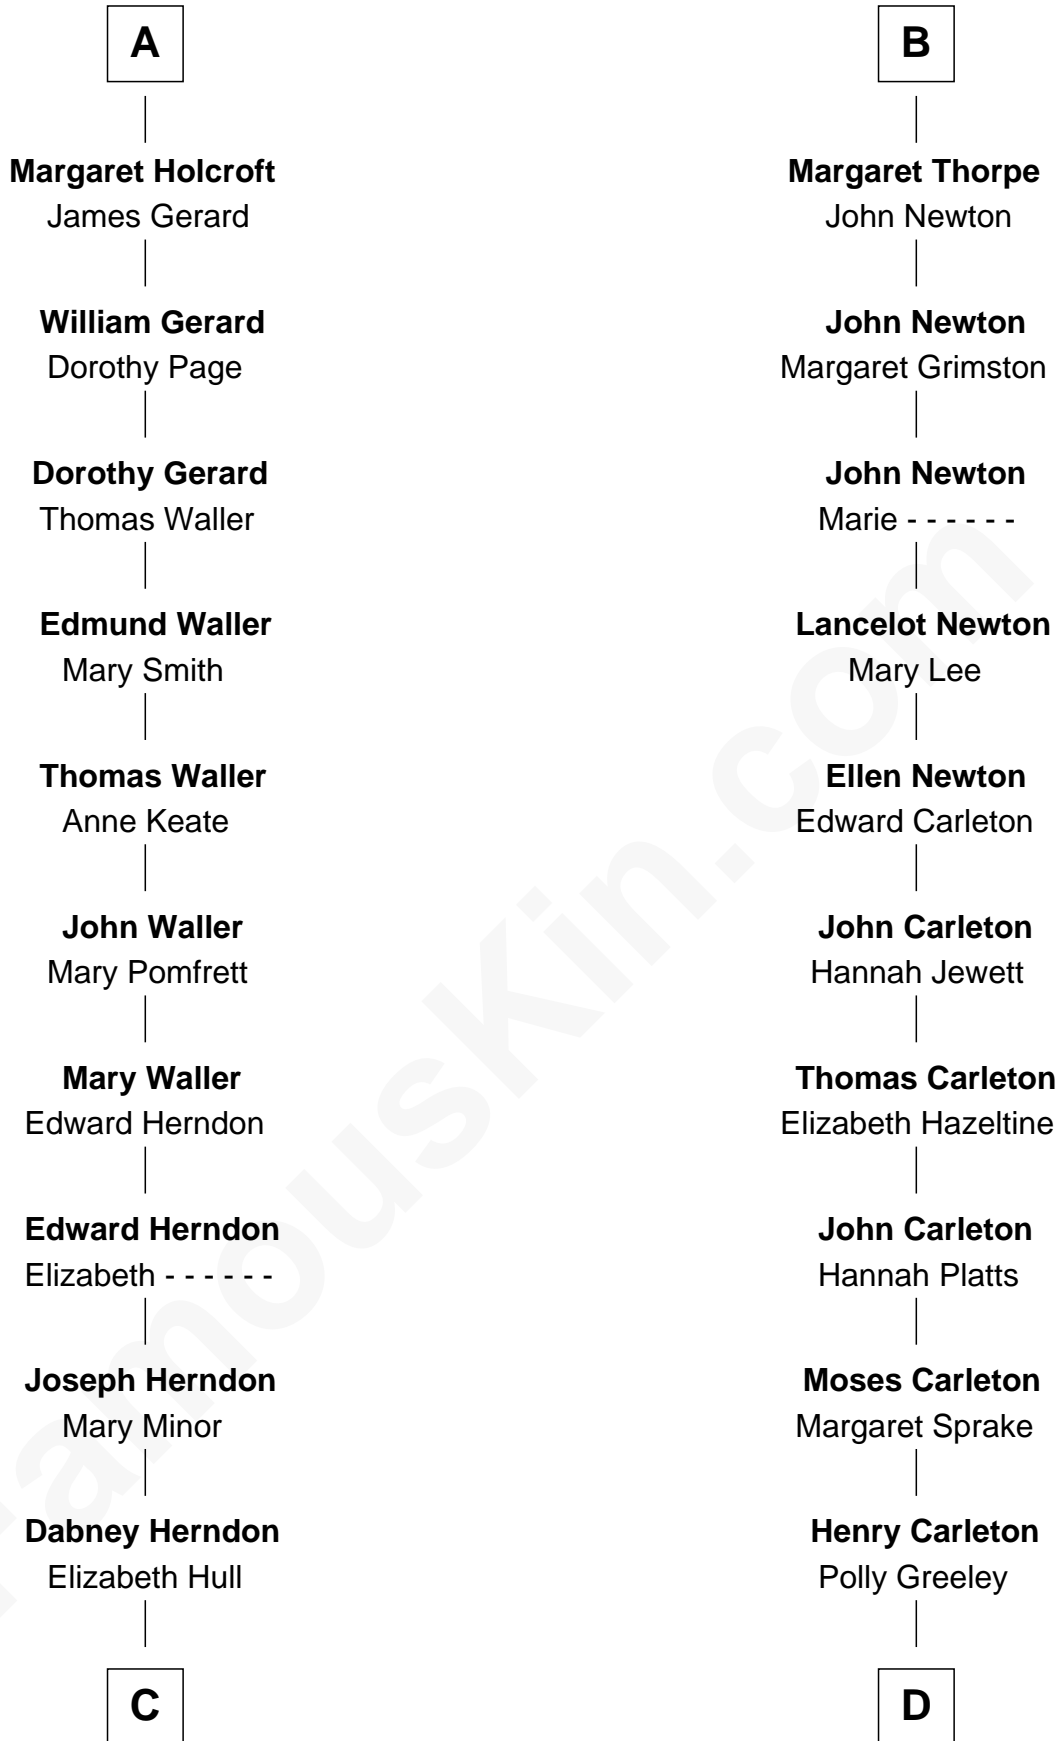 A
Margaret Holcroft
James Gerard
William Gerard
Dorothy Page
Dorothy Gerard
Thomas Waller
Edmund Waller
Mary Smith
Thomas Waller
Anne Keate
John Waller
Mary Pomfrett
Mary Waller
Edward Herndon
Edward Herndon
Elizabeth - - - - - -
Joseph Herndon
Mary Minor
Dabney Herndon
Elizabeth Hull
C
B
Margaret Thorpe
John Newton
John Newton
Margaret Grimston
John Newton
Marie - - - - - -
Lancelot Newton
Mary Lee
Ellen Newton
Edward Carleton
John Carleton
Hannah Jewett
Thomas Carleton
Elizabeth Hazeltine
John Carleton
Hannah Platts
Moses Carleton
Margaret Sprake
Henry Carleton
Polly Greeley
D
FamousKin.com